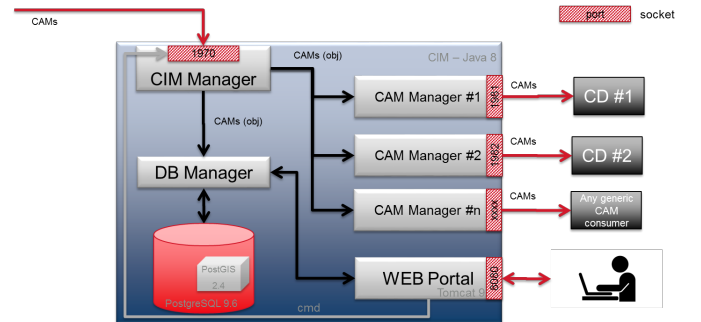 port
socket
CAMs
1970
CIM Manager
CAMs (obj)
CIM – Java 8
CAM Manager #1
1961
CAMs
CD #1
CAMs (obj)
CAM Manager #2
1962
CAMs
CD #2
DB Manager
CAM Manager #n
xxxx
CAMs
Any generic
CAM
consumer
PostGIS
2.4
PostgreSQL 9.6
WEB Portal
Tomcat 9
6060
cmd